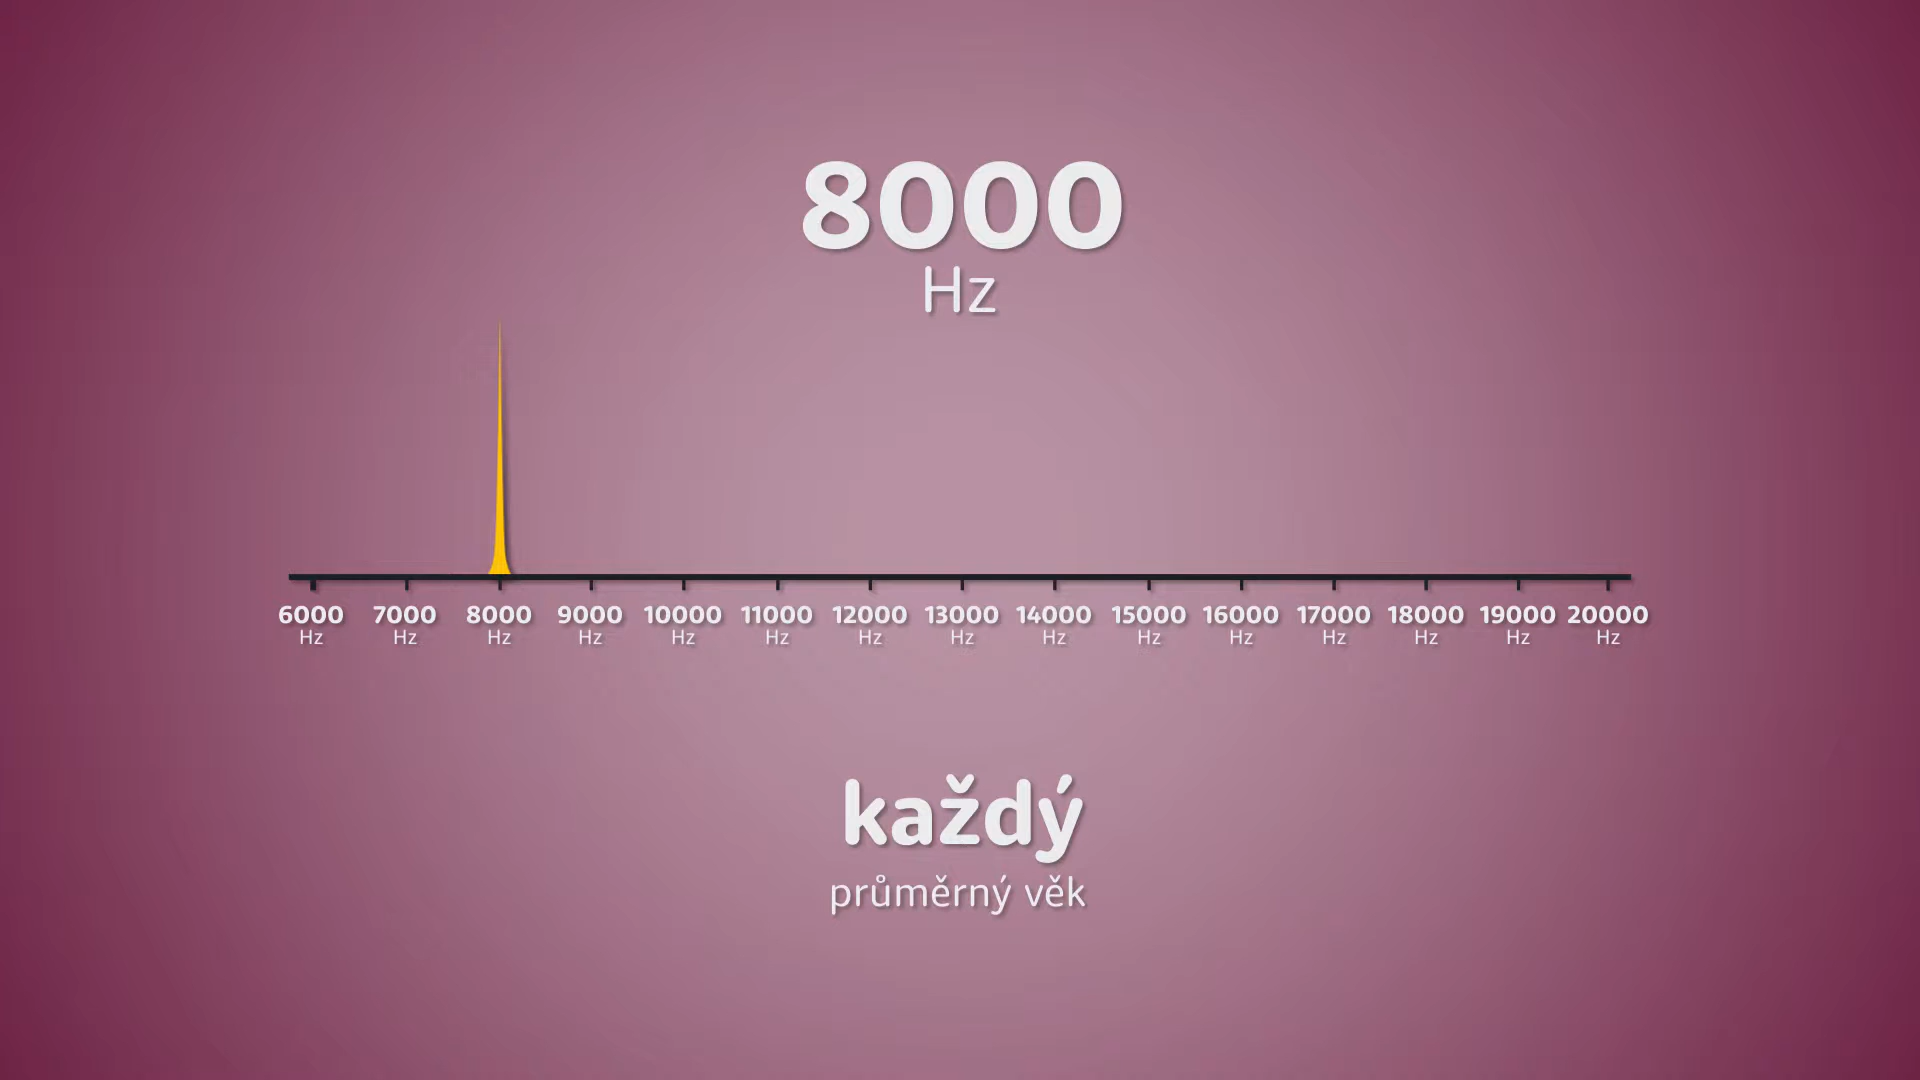 8000
Hz
6000 7000 8000 9000 10000 11000 12000 13000 14000 15000 16000 17000 18000 19000 20000
Hz Hz Hz Hz Hz Hz Hz Hz Hz Hz Hz Hz Hz Hz Hz
každý
průměrný věk